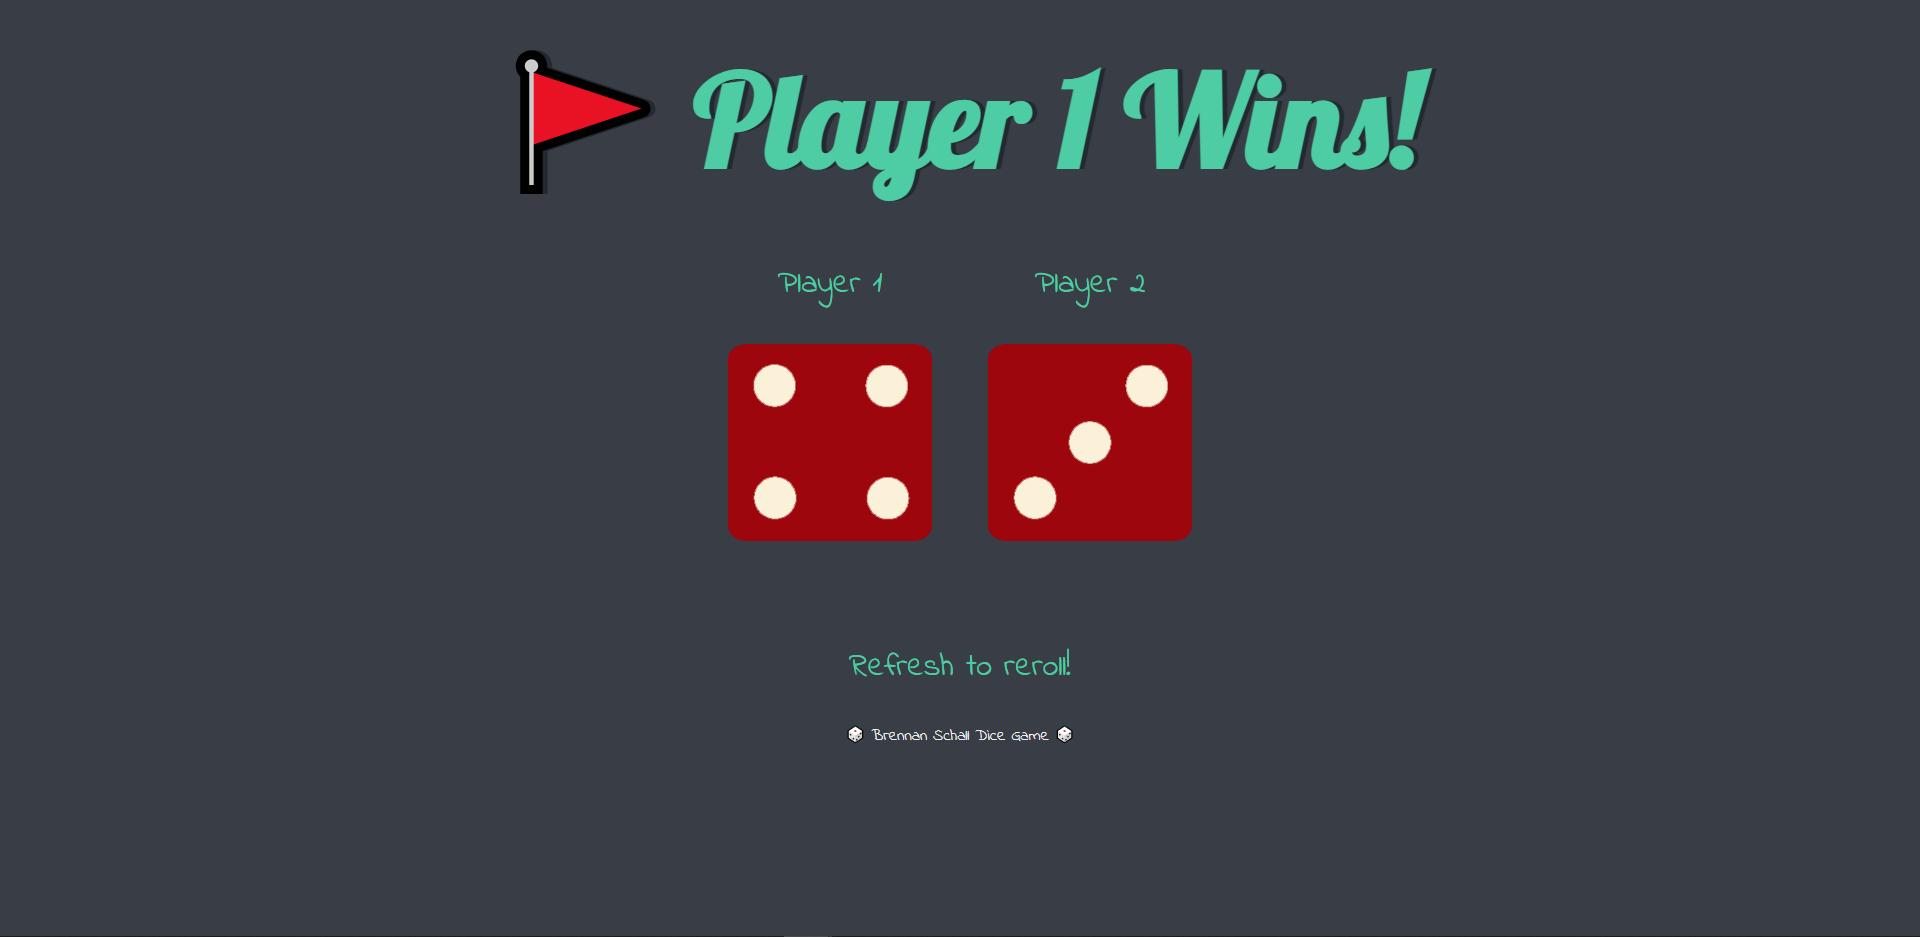 🚩 Player 1 Wins!
Player 1
Player 2
Refresh to reroll!
🎲 Brennan Schall Dice Game 🎲